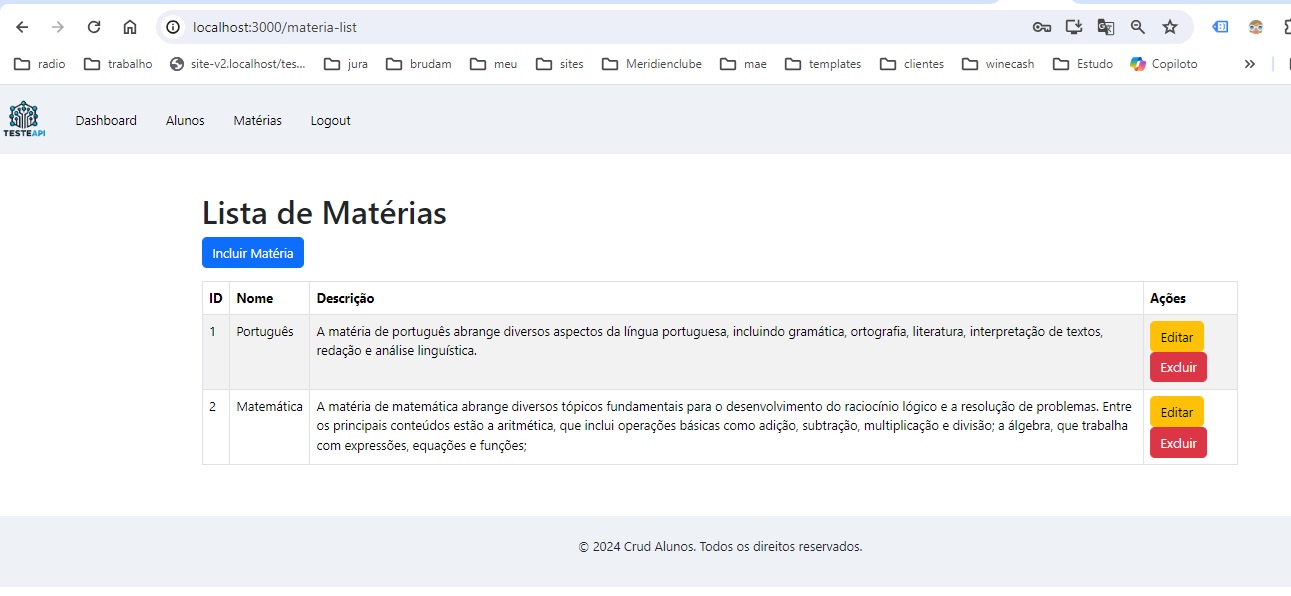 localhost:3000/materia-list
radio
trabalho
site-v2.localhost/tes...
jura
brudam
meu
sites
Meridienclube
mae
templates
clientes
winecash
Estudo
Copiloto
TESTEAPI
Dashboard
Alunos
Matérias
Logout
Lista de Matérias
Incluir Matéria
ID Nome Descrição Ações
1 Português A matéria de português abrange diversos aspectos da língua portuguesa, incluindo gramática, ortografia, literatura, interpretação de textos,
redação e análise linguística.
Editar
Excluir
2 Matemática A matéria de matemática abrange diversos tópicos fundamentais para o desenvolvimento do raciocínio lógico e a resolução de problemas. Entre
os principais conteúdos estão a aritmética, que inclui operações básicas como adição, subtração, multiplicação e divisão; a álgebra, que trabalha
com expressões, equações e funções;
Editar
Excluir
© 2024 Crud Alunos. Todos os direitos reservados.